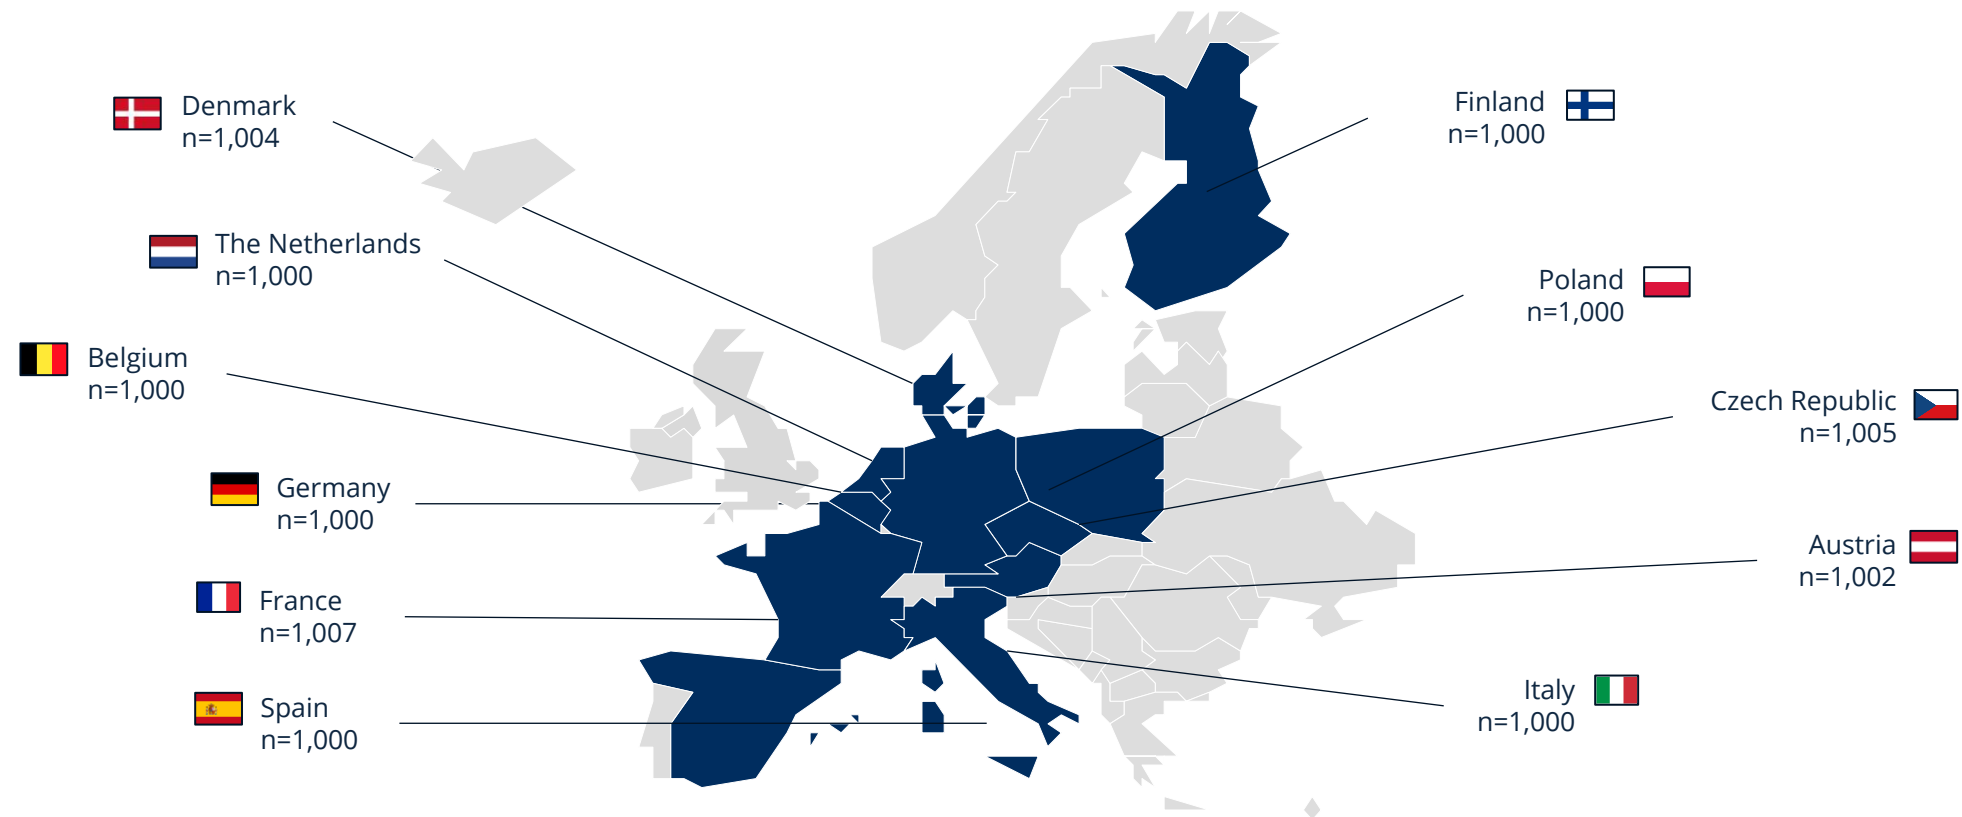 Denmark
n=1,004
The Netherlands
n=1,000
Belgium
n=1,000
Germany
n=1,000
France
n=1,007
Spain
n=1,000
Finland
n=1,000
Poland
n=1,000
Czech Republic
n=1,005
Austria
n=1,002
Italy
n=1,000